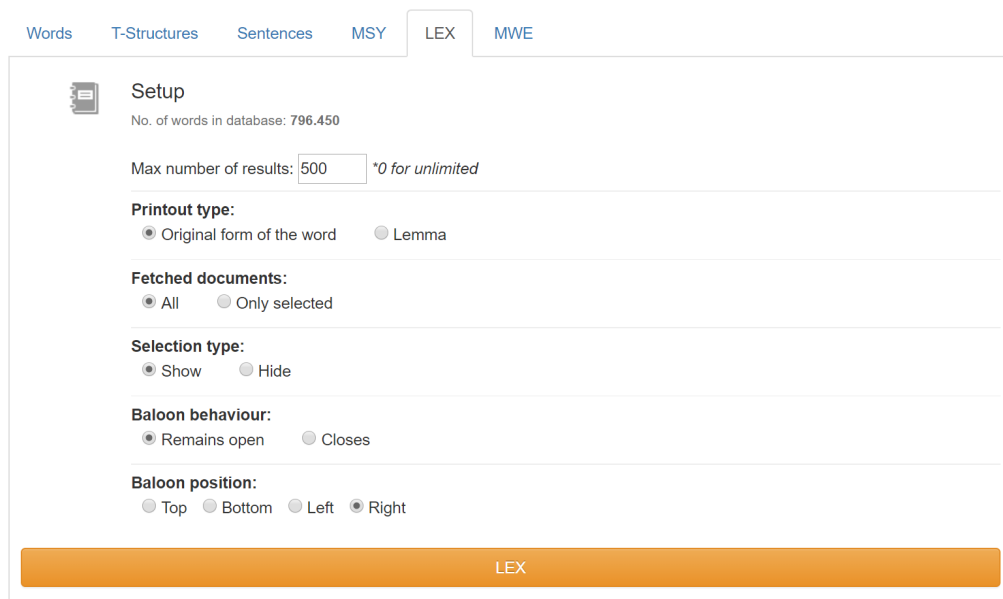 Words T-Structures Sentences MSY LEX MWE
Setup
No. of words in database: 796.450
Max number of results: 500 *0 for unlimited
Printout type:
Original form of the word Lemma
Fetched documents:
All Only selected
Selection type:
Show Hide
Baloon behaviour:
Remains open Closes
Baloon position:
Top Bottom Left Right
LEX